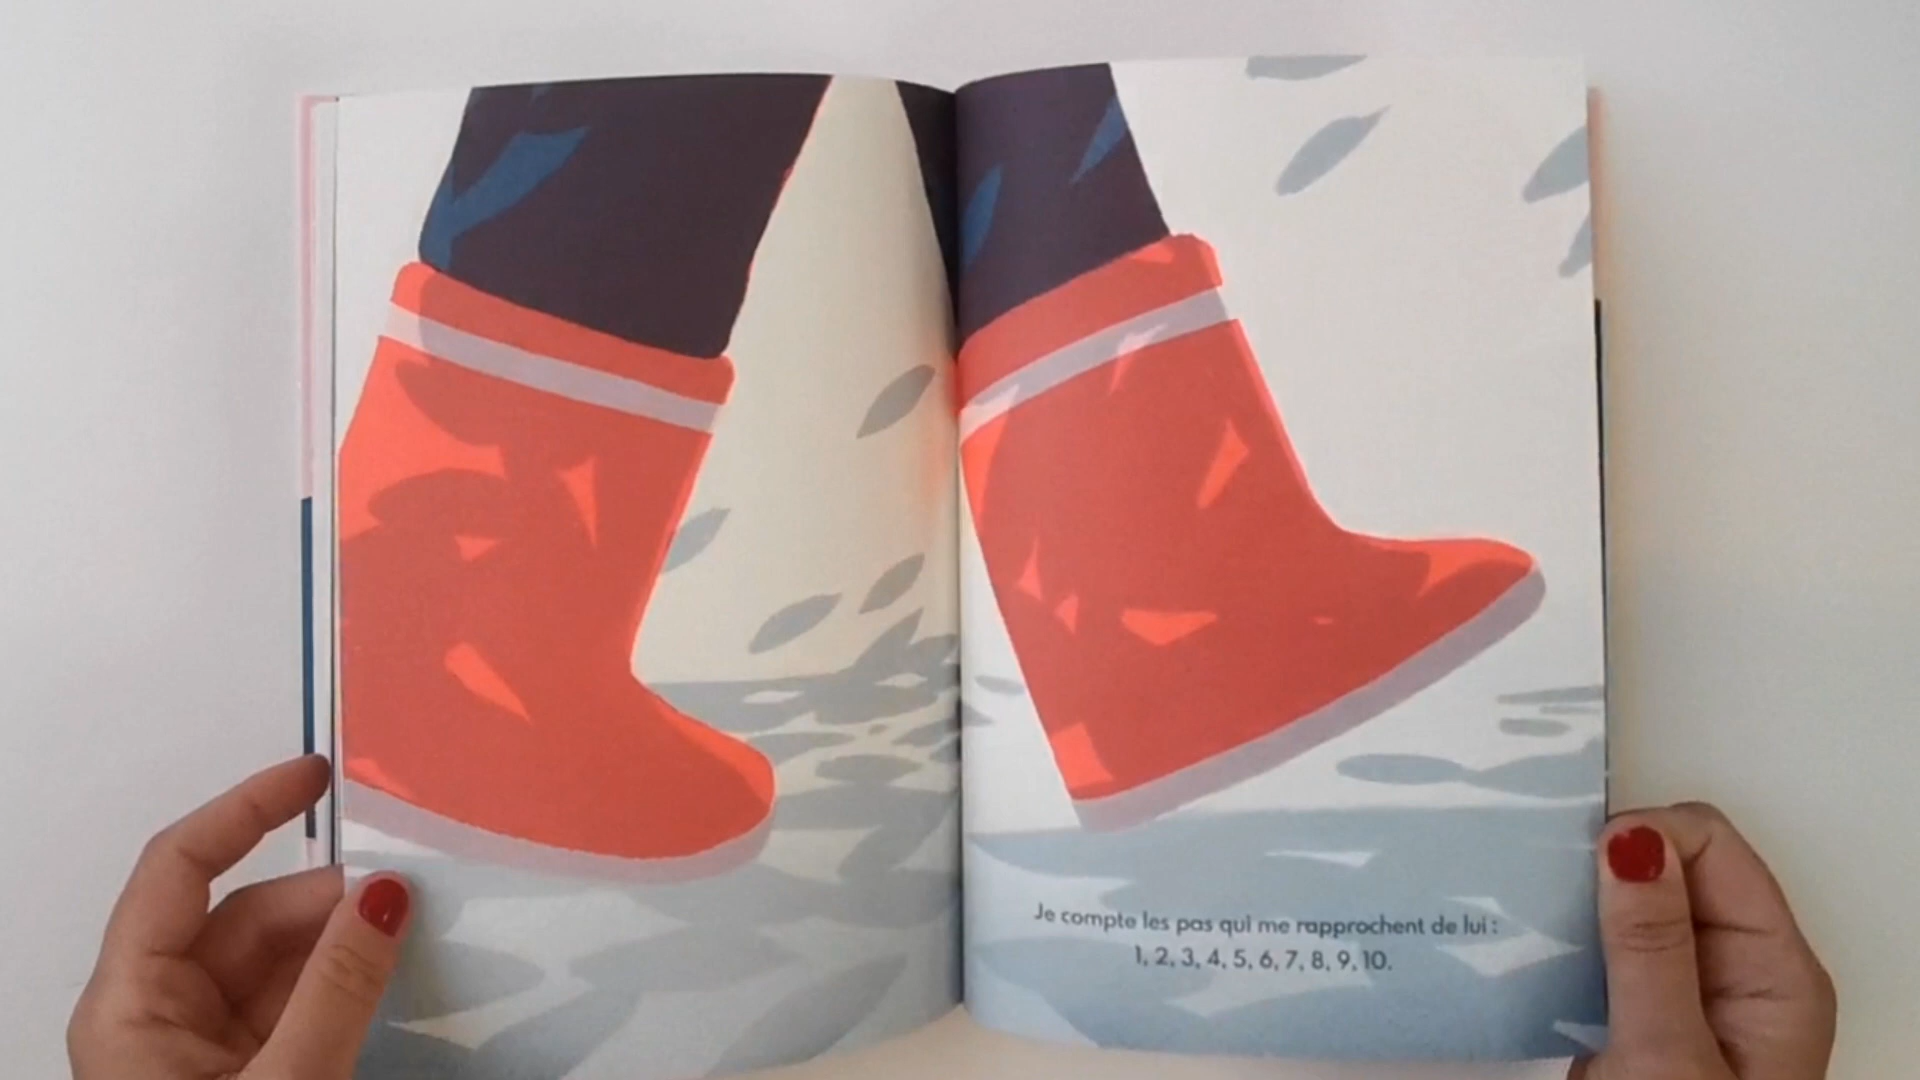 Je compte les pas qui me rapprochent de lui :
1, 2, 3, 4, 5, 6, 7, 8, 9, 10.